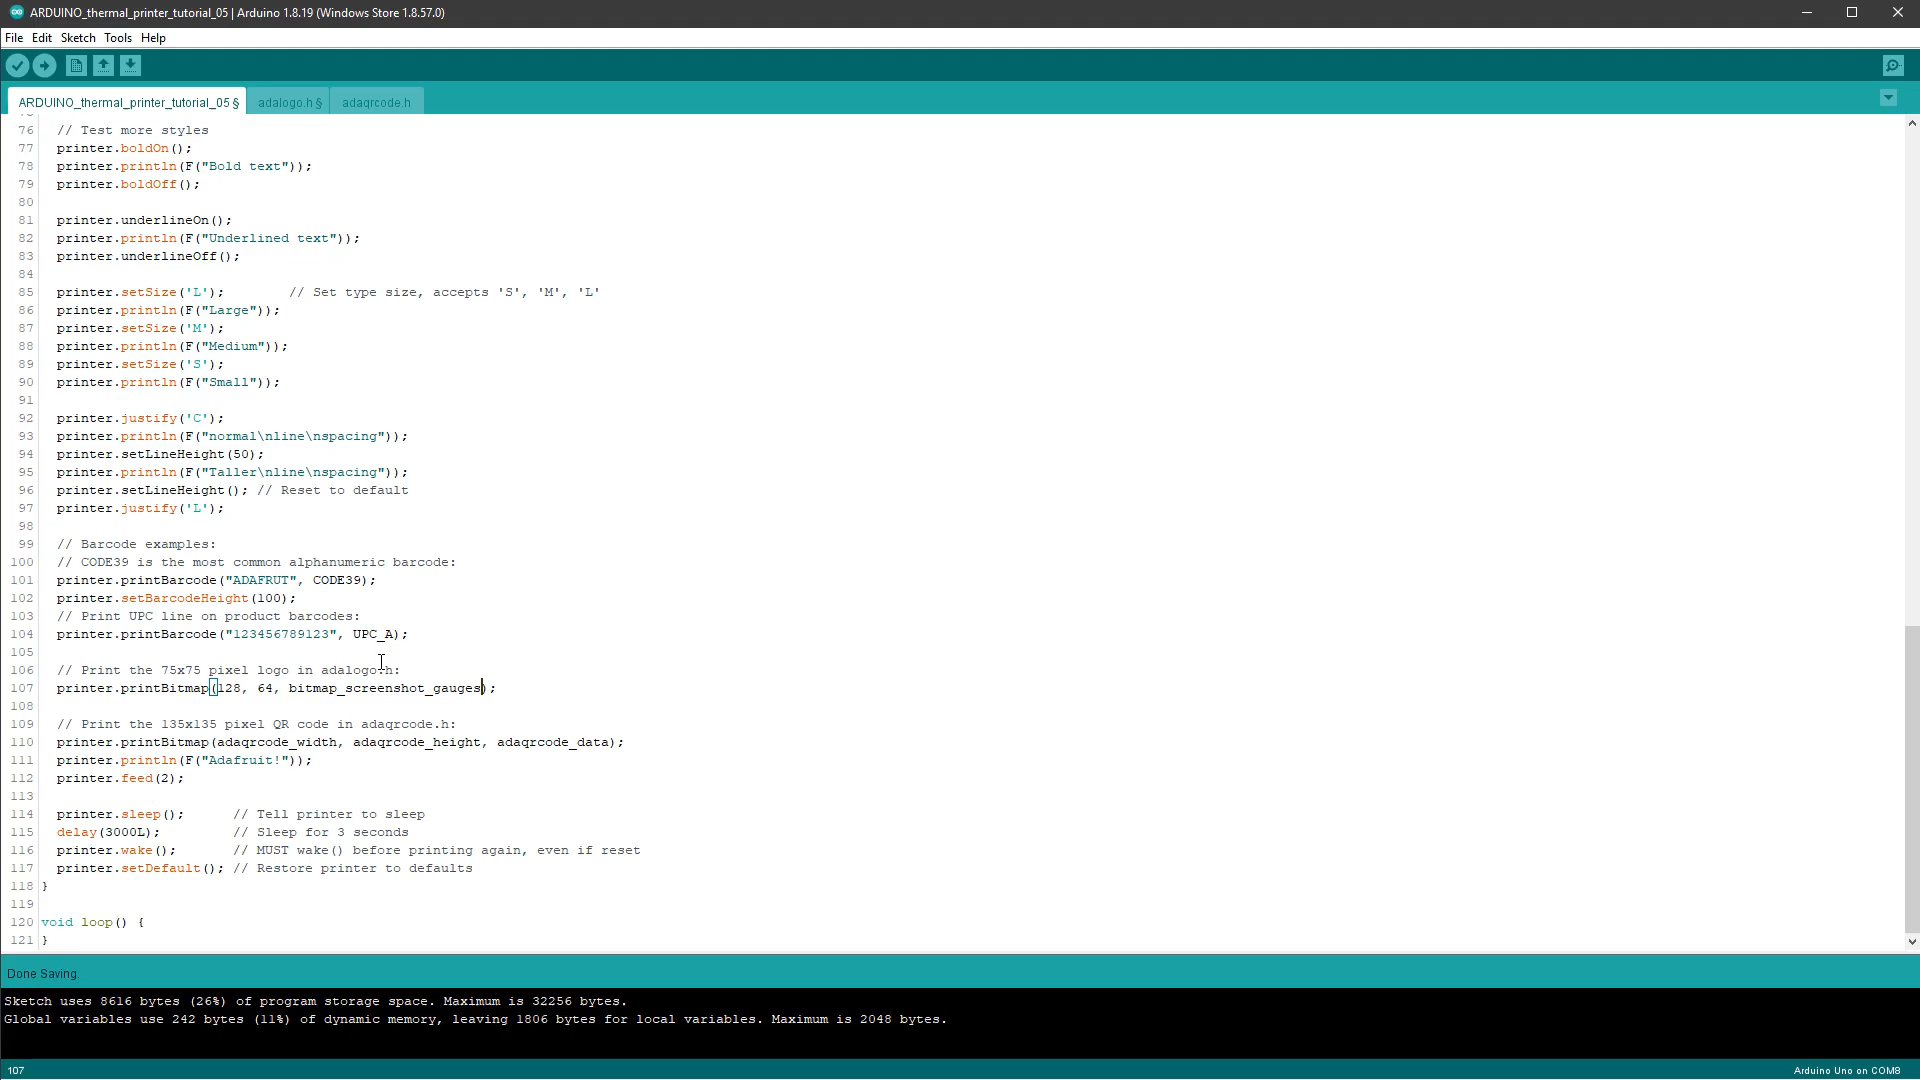 ARDUINO_thermal_printer_tutorial_05 | Arduino 1.8.19 (Windows Store 1.8.57.0)
File Edit Sketch Tools Help
ARDUINO_thermal_printer_tutorial_05 § adalogo.h § adaqrcode.h
76 // Test more styles
77 printer.boldOn();
78 printer.println(F("Bold text"));
79 printer.boldOff();
80
81 printer.underlineOn();
82 printer.println(F("Underlined text"));
83 printer.underlineOff();
84
85 printer.setSize('L'); // Set type size, accepts 'S', 'M', 'L'
86 printer.println(F("Large"));
87 printer.setSize('M');
88 printer.println(F("Medium"));
89 printer.setSize('S');
90 printer.println(F("Small"));
91
92 printer.justify('C');
93 printer.println(F("normal\nline\nspacing"));
94 printer.setLineHeight(50);
95 printer.println(F("Taller\nline\nspacing"));
96 printer.setLineHeight(); // Reset to default
97 printer.justify('L');
98
99 // Barcode examples:
100 // CODE39 is the most common alphanumeric barcode:
101 printer.printBarcode("ADAFRUT", CODE39);
102 printer.setBarcodeHeight(100);
103 // Print UPC line on product barcodes:
104 printer.printBarcode("123456789123", UPC_A);
105
106 // Print the 75x75 pixel logo in adalogo.h:
107 printer.printBitmap(128, 64, bitmap_screenshot_gauges);
108
109 // Print the 135x135 pixel QR code in adaqrcode.h:
110 printer.printBitmap(adaqrcode_width, adaqrcode_height, adaqrcode_data);
111 printer.println(F("Adafruit!"));
112 printer.feed(2);
113
114 printer.sleep(); // Tell printer to sleep
115 delay(3000L); // Sleep for 3 seconds
116 printer.wake(); // MUST wake() before printing again, even if reset
117 printer.setDefault(); // Restore printer to defaults
118 }
119
120 void loop() {
121 }
Done Saving.
Sketch uses 8616 bytes (26%) of program storage space. Maximum is 32256 bytes.
Global variables use 242 bytes (11%) of dynamic memory, leaving 1806 bytes for local variables. Maximum is 2048 bytes.
107 Arduino Uno on COM8